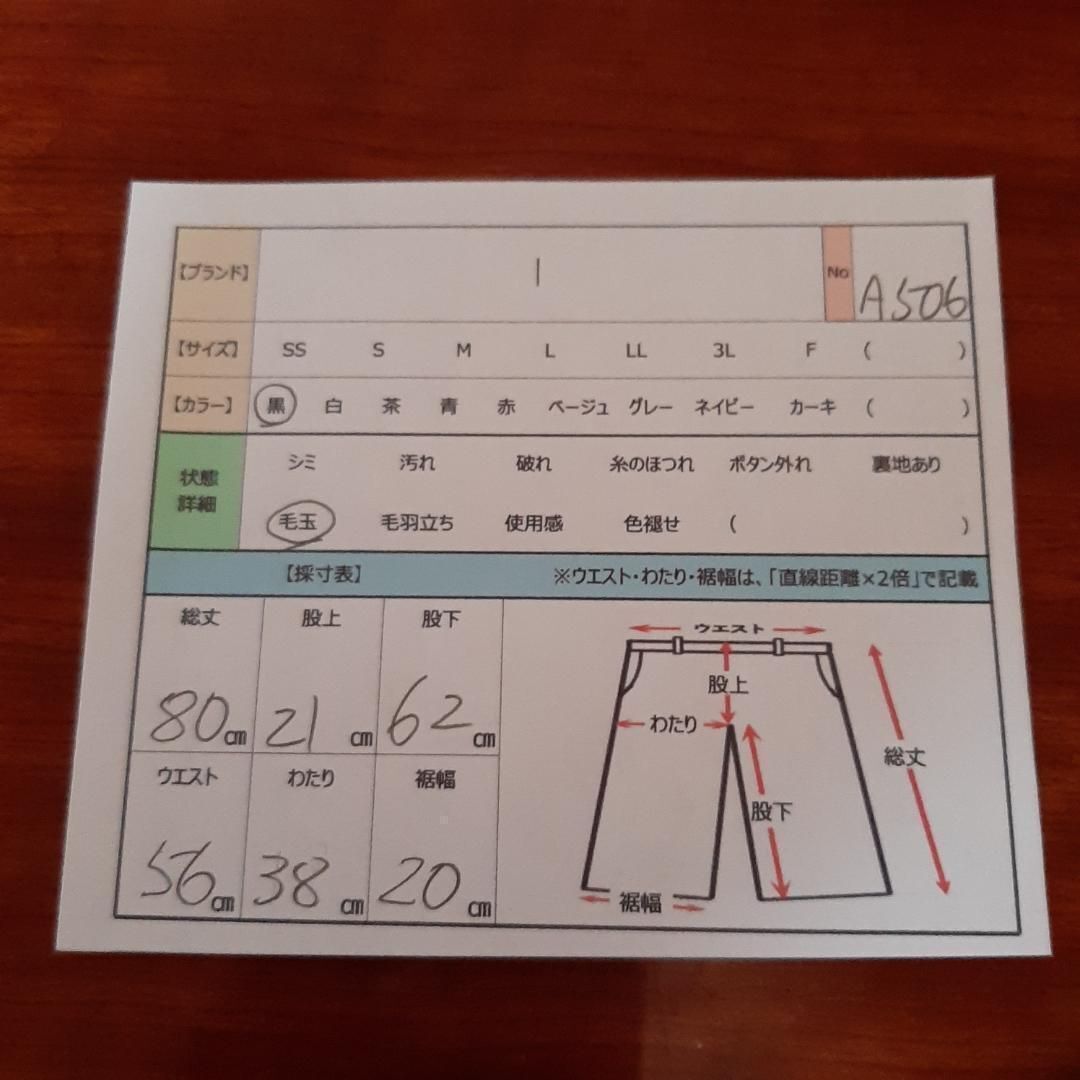 【ブランド】 | No A506
【サイズ】 SS S M L LL 3L F ( )
【カラー】 黒 白 茶 青 赤 ベージュ グレー ネイビー カーキ ( )
状態
詳細
シミ 汚れ 破れ 糸のほつれ ボタン外れ 裏地あり
毛玉 毛羽立ち 使用感 色褪せ ( )
【採寸表】 ※ウエスト・わたり・裾幅は、「直線距離×2倍」で記載
総丈 股上 股下
80㎝ 21㎝ 62㎝
ウエスト わたり 裾幅
56㎝ 38㎝ 20㎝
ウエスト
股上
わたり
総丈
股下
裾幅